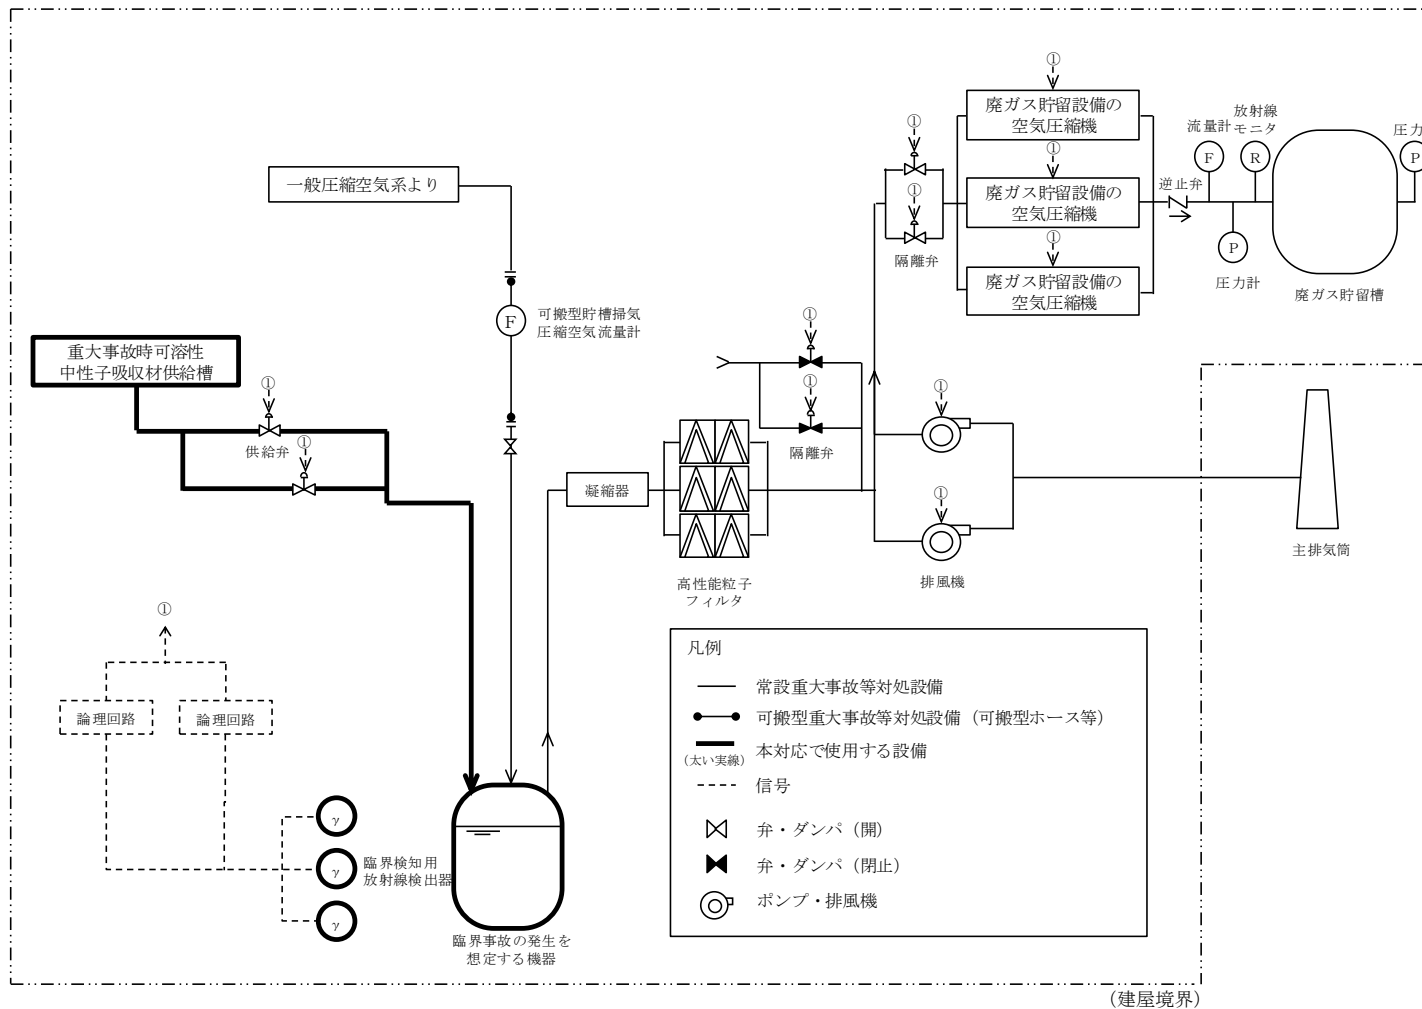 ①
廃ガス貯留設備の
空気圧縮機
①
廃ガス貯留設備の
空気圧縮機
①
廃ガス貯留設備の
空気圧縮機
①
①
隔離弁
逆止弁
流量計
F
放射線
モニタ
R
P
圧力計
廃ガス貯留槽
圧力
P
一般圧縮空気系より
F
可搬型貯槽掃気
圧縮空気流量計
重大事故時可溶性
中性子吸収材供給槽
①
供給弁
①
①
①
隔離弁
凝縮器
高性能粒子
フィルタ
①
①
排風機
主排気筒
①
論理回路
論理回路
γ
γ
γ
臨界検知用
放射線検出器
臨界事故の発生を
想定する機器
凡例
常設重大事故等対処設備
可搬型重大事故等対処設備（可搬型ホース等）
（太い実線）
本対応で使用する設備
信号
弁・ダンパ（開）
弁・ダンパ（閉止）
ポンプ・排風機
（建屋境界）